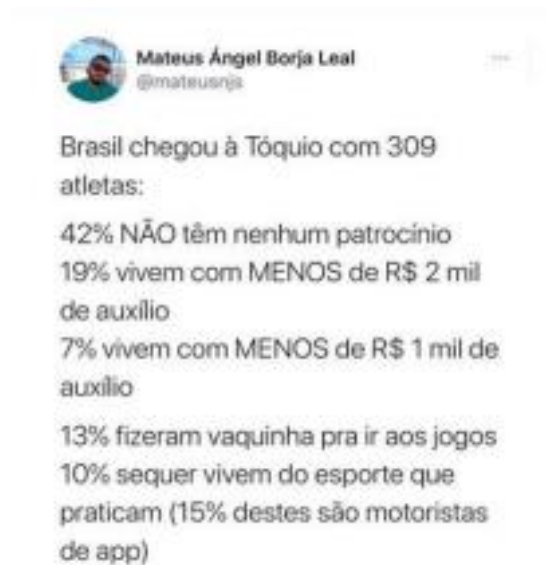 Mateus Ángel Borja Leal
@mateusnjs
Brasil chegou à Tóquio com 309
atletas:
42% NÃO têm nenhum patrocínio
19% vivem com MENOS de R$ 2 mil
de auxílio
7% vivem com MENOS de R$ 1 mil de
auxílio
13% fizeram vaquinha pra ir aos jogos
10% sequer vivem do esporte que
praticam (15% destes são motoristas
de app)